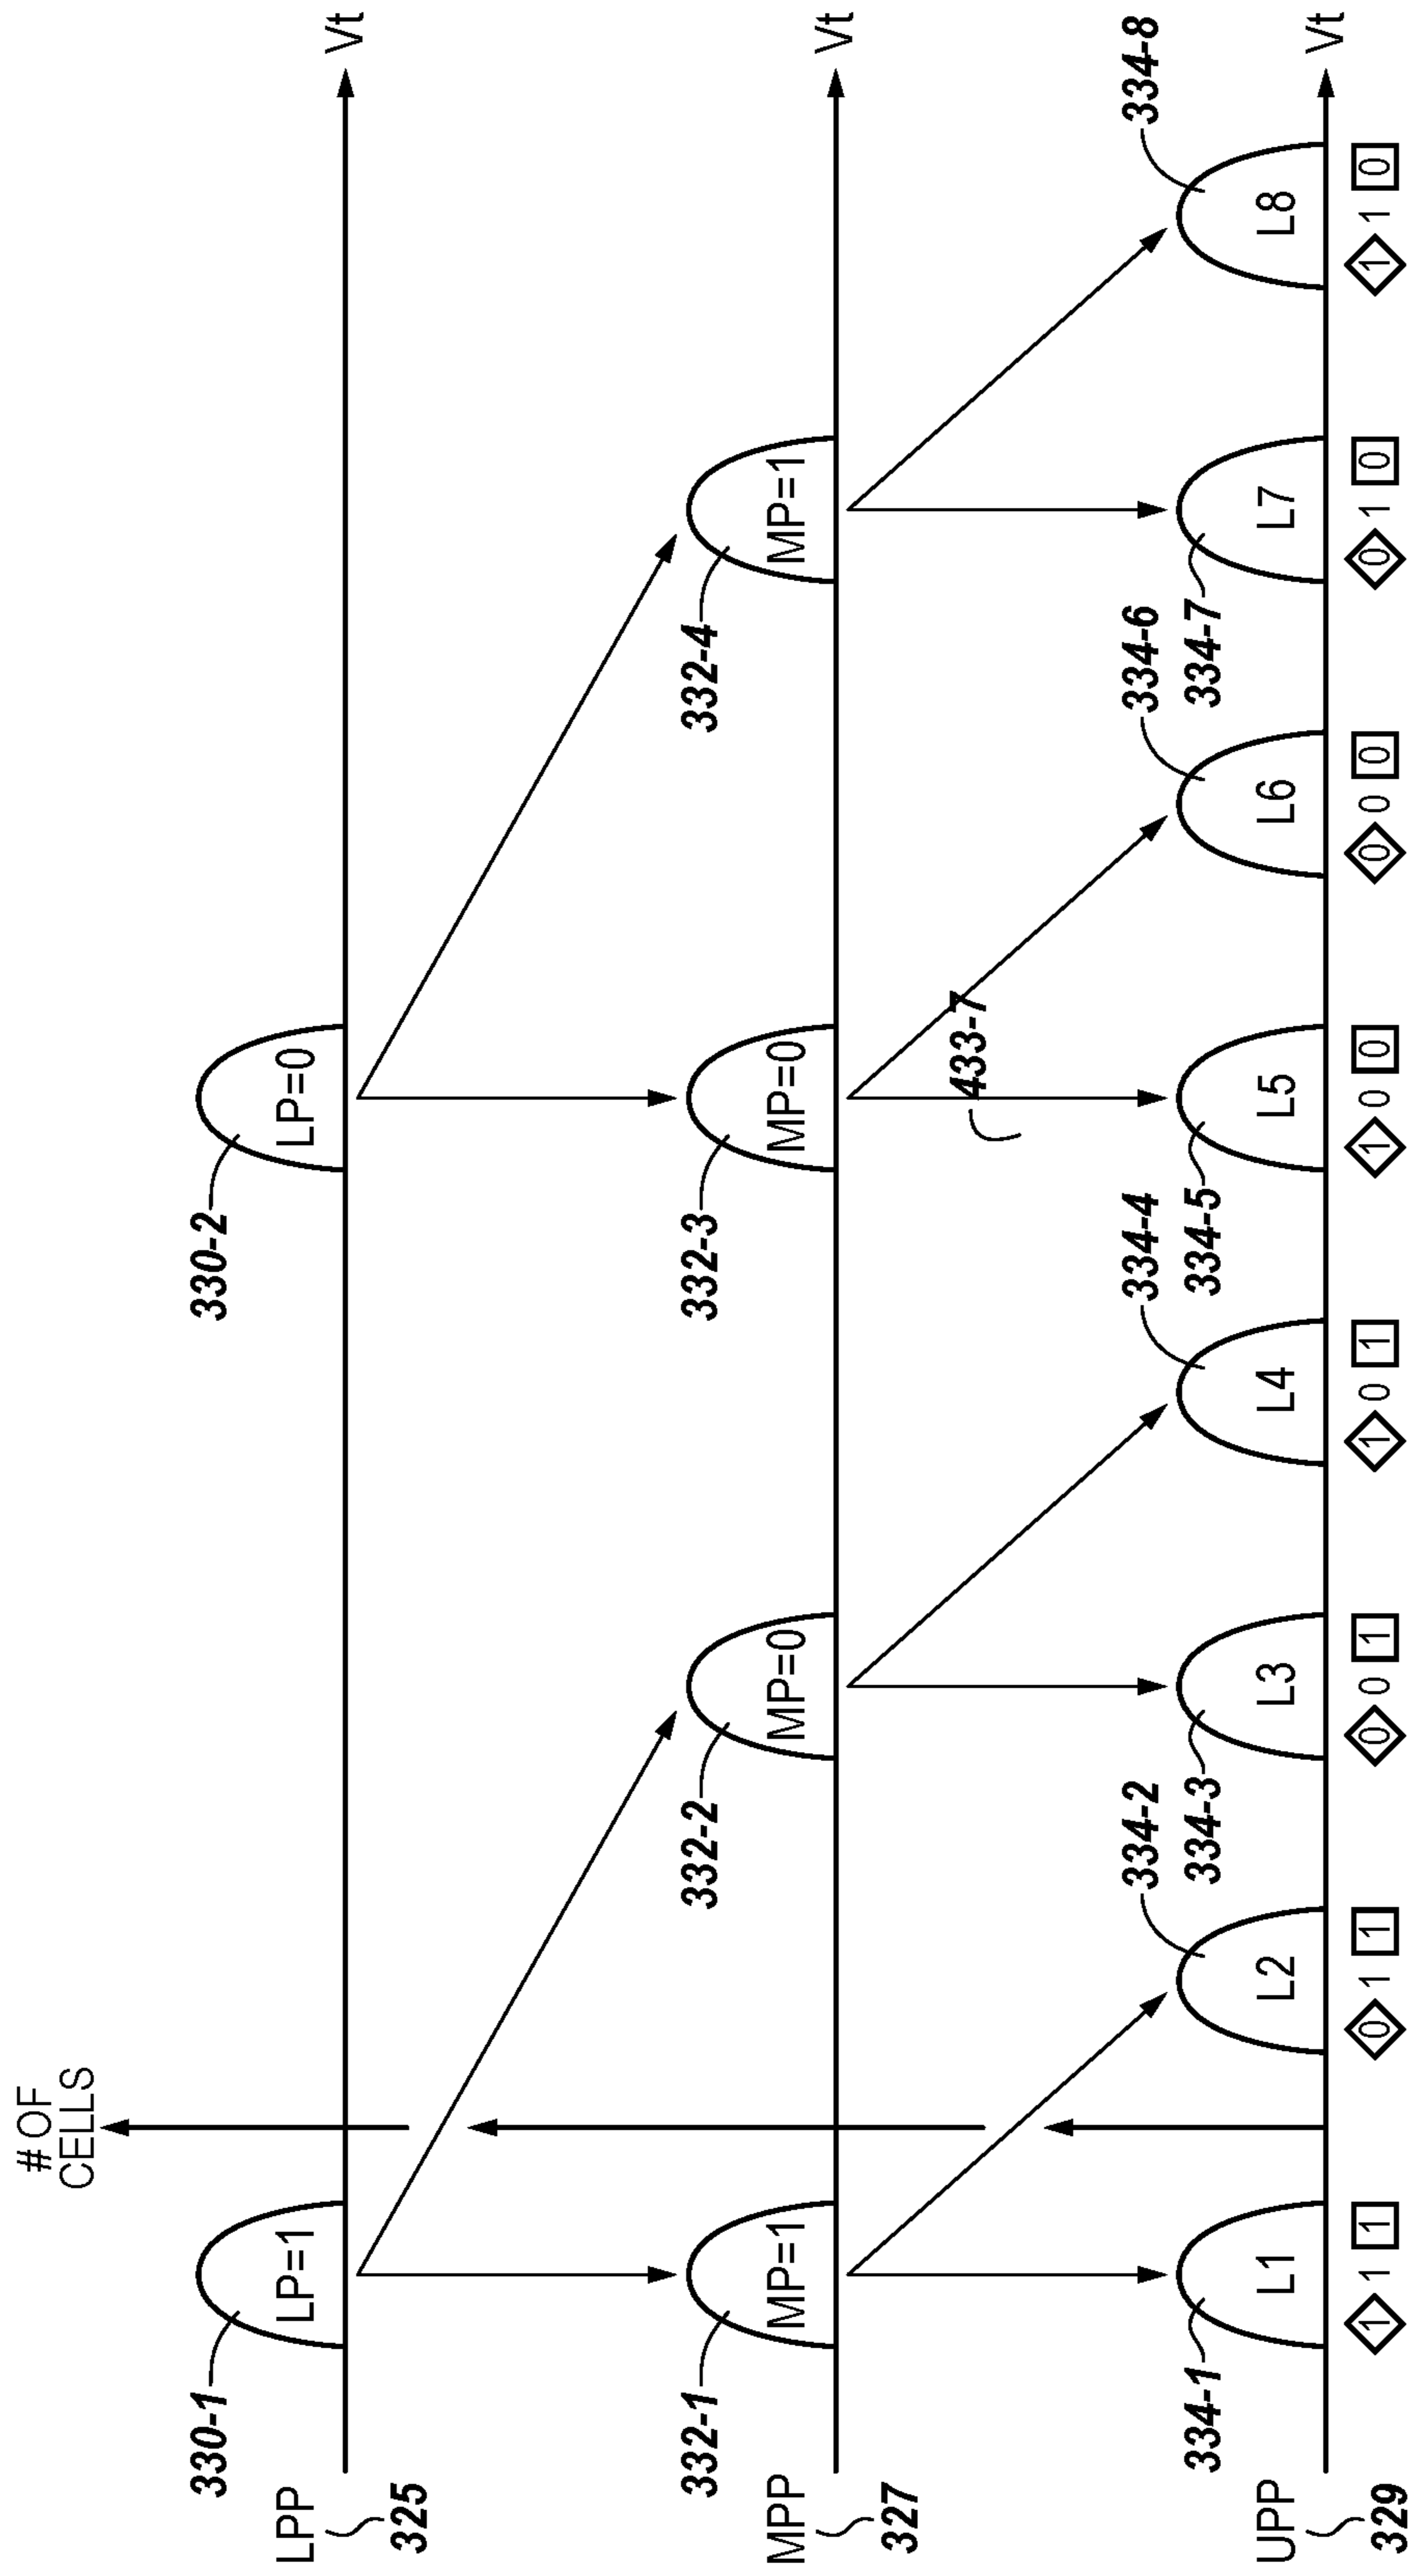 # OF
CELLS
330-1
LP=1
330-2
LP=0
Vt
LPP
325
332-1
MP=1
332-2
MP=0
332-3
MP=0
332-4
MP=1
Vt
MPP
327
433-7
334-2
334-4
334-6
334-8
334-1
334-3
334-5
334-7
L1
L2
L3
L4
L5
L6
L7
L8
Vt
UPP
329
1 1 1
0 1 1
0 0 1
1 0 1
1 0 0
0 0 0
0 1 0
1 1 0